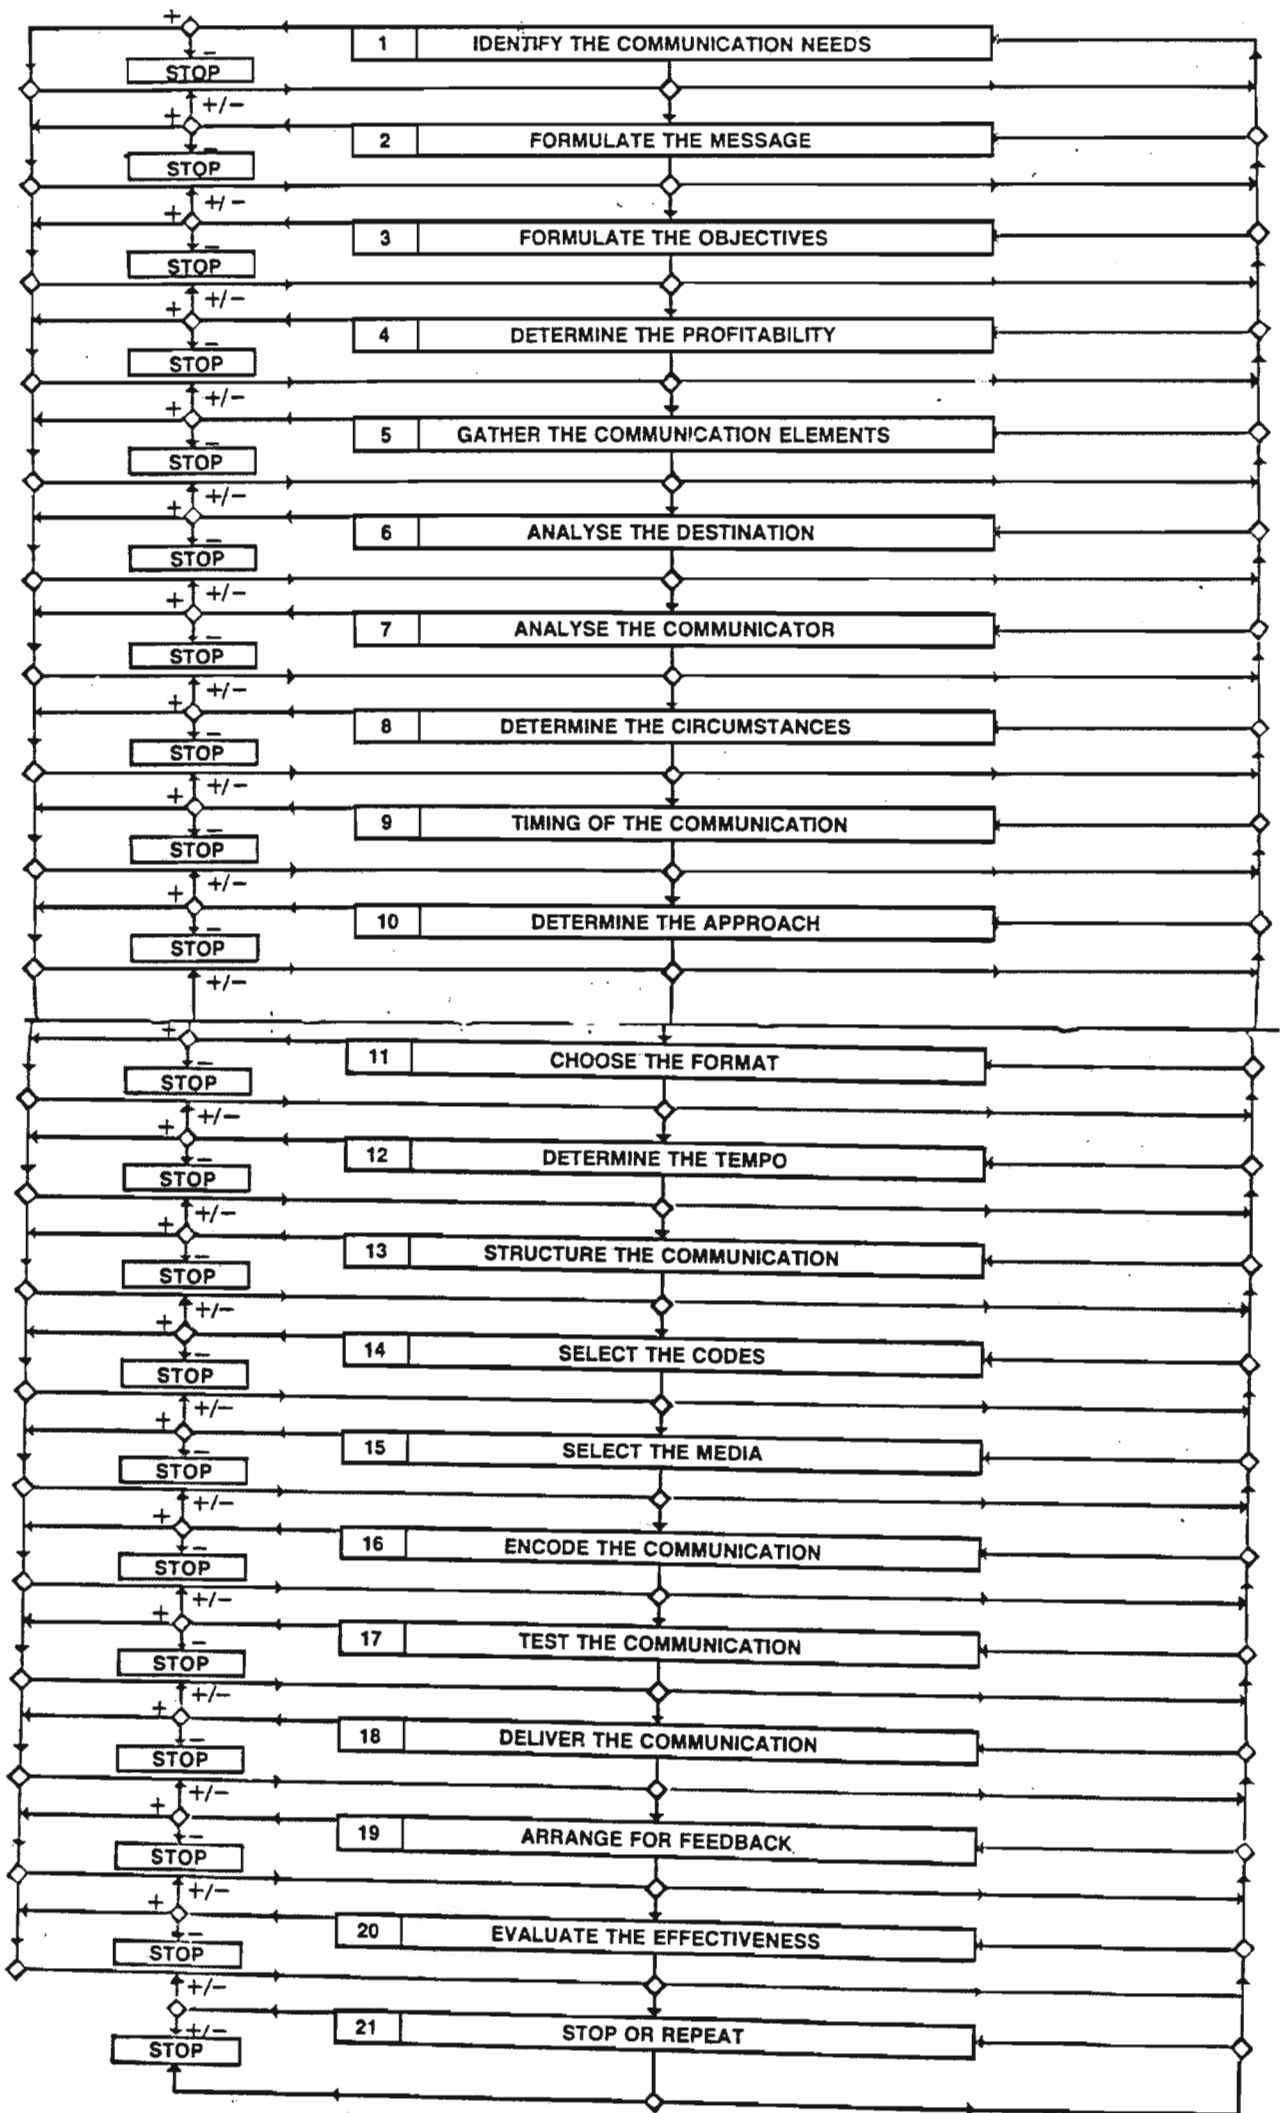 +
1 IDENTIFY THE COMMUNICATION NEEDS
−
STOP
+/−
+
2 FORMULATE THE MESSAGE
−
STOP
+/−
+
3 FORMULATE THE OBJECTIVES
−
STOP
+/−
+
4 DETERMINE THE PROFITABILITY
−
STOP
+/−
+
5 GATHER THE COMMUNICATION ELEMENTS
−
STOP
+/−
+
6 ANALYSE THE DESTINATION
−
STOP
+/−
+
7 ANALYSE THE COMMUNICATOR
−
STOP
+/−
+
8 DETERMINE THE CIRCUMSTANCES
−
STOP
+/−
+
9 TIMING OF THE COMMUNICATION
−
STOP
+/−
+
10 DETERMINE THE APPROACH
−
STOP
+/−
+
11 CHOOSE THE FORMAT
−
STOP
+/−
+
12 DETERMINE THE TEMPO
−
STOP
+/−
+
13 STRUCTURE THE COMMUNICATION
−
STOP
+/−
+
14 SELECT THE CODES
−
STOP
+/−
+
15 SELECT THE MEDIA
−
STOP
+/−
+
16 ENCODE THE COMMUNICATION
−
STOP
+/−
+
17 TEST THE COMMUNICATION
−
STOP
+/−
+
18 DELIVER THE COMMUNICATION
−
STOP
+/−
+
19 ARRANGE FOR FEEDBACK
−
STOP
+/−
+
20 EVALUATE THE EFFECTIVENESS
−
STOP
+/−
21 STOP OR REPEAT
+/−
STOP